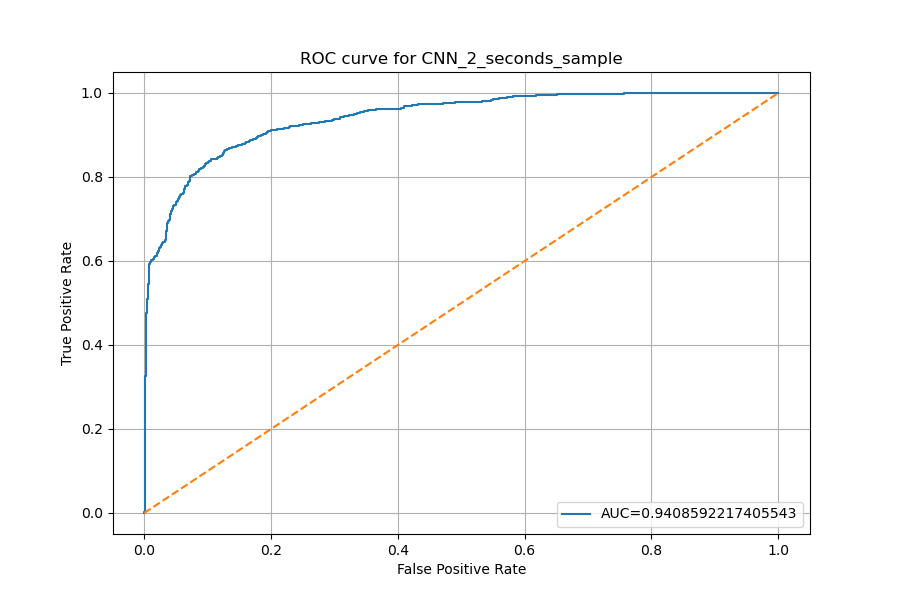 ROC curve for CNN_2_seconds_sample
True Positive Rate
1.0
0.8
0.6
0.4
0.2
0.0
AUC=0.9408592217405543
0.0 0.2 0.4 0.6 0.8 1.0
False Positive Rate